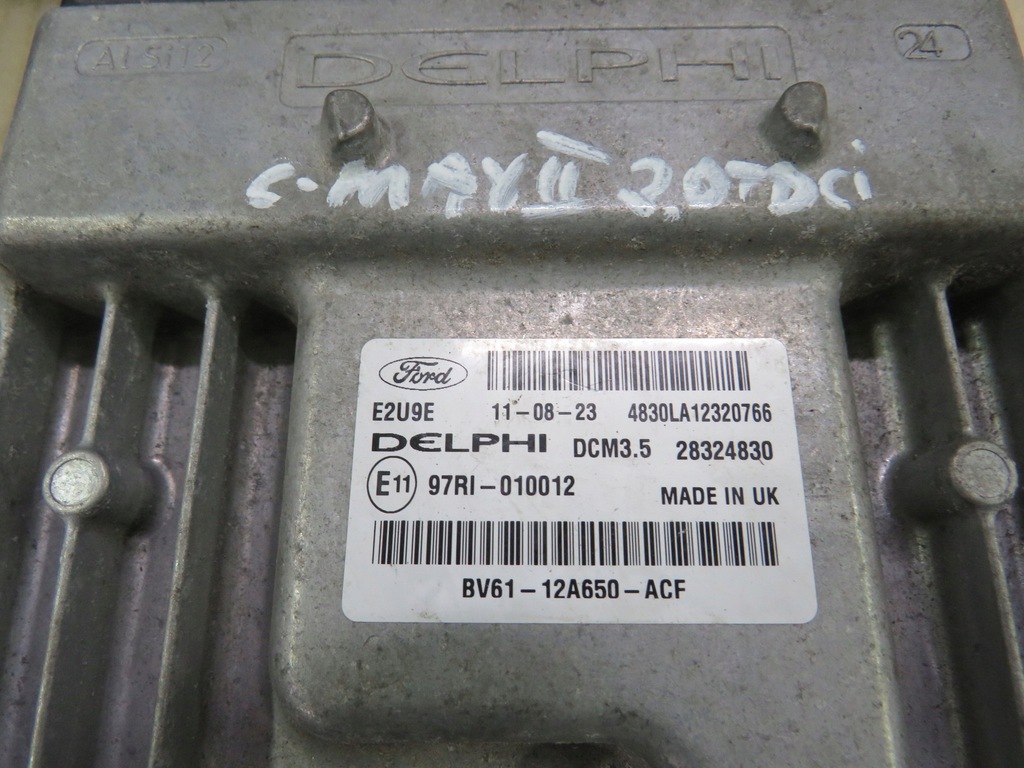 AlSi12 DELPHI 24
C-MAX II 2.0TDCi
Ford
E2U9E 11-08-23 4830LA12320766
DELPHI DCM3.5 28324830
E11 97RI-010012 MADE IN UK
BV61-12A650-ACF